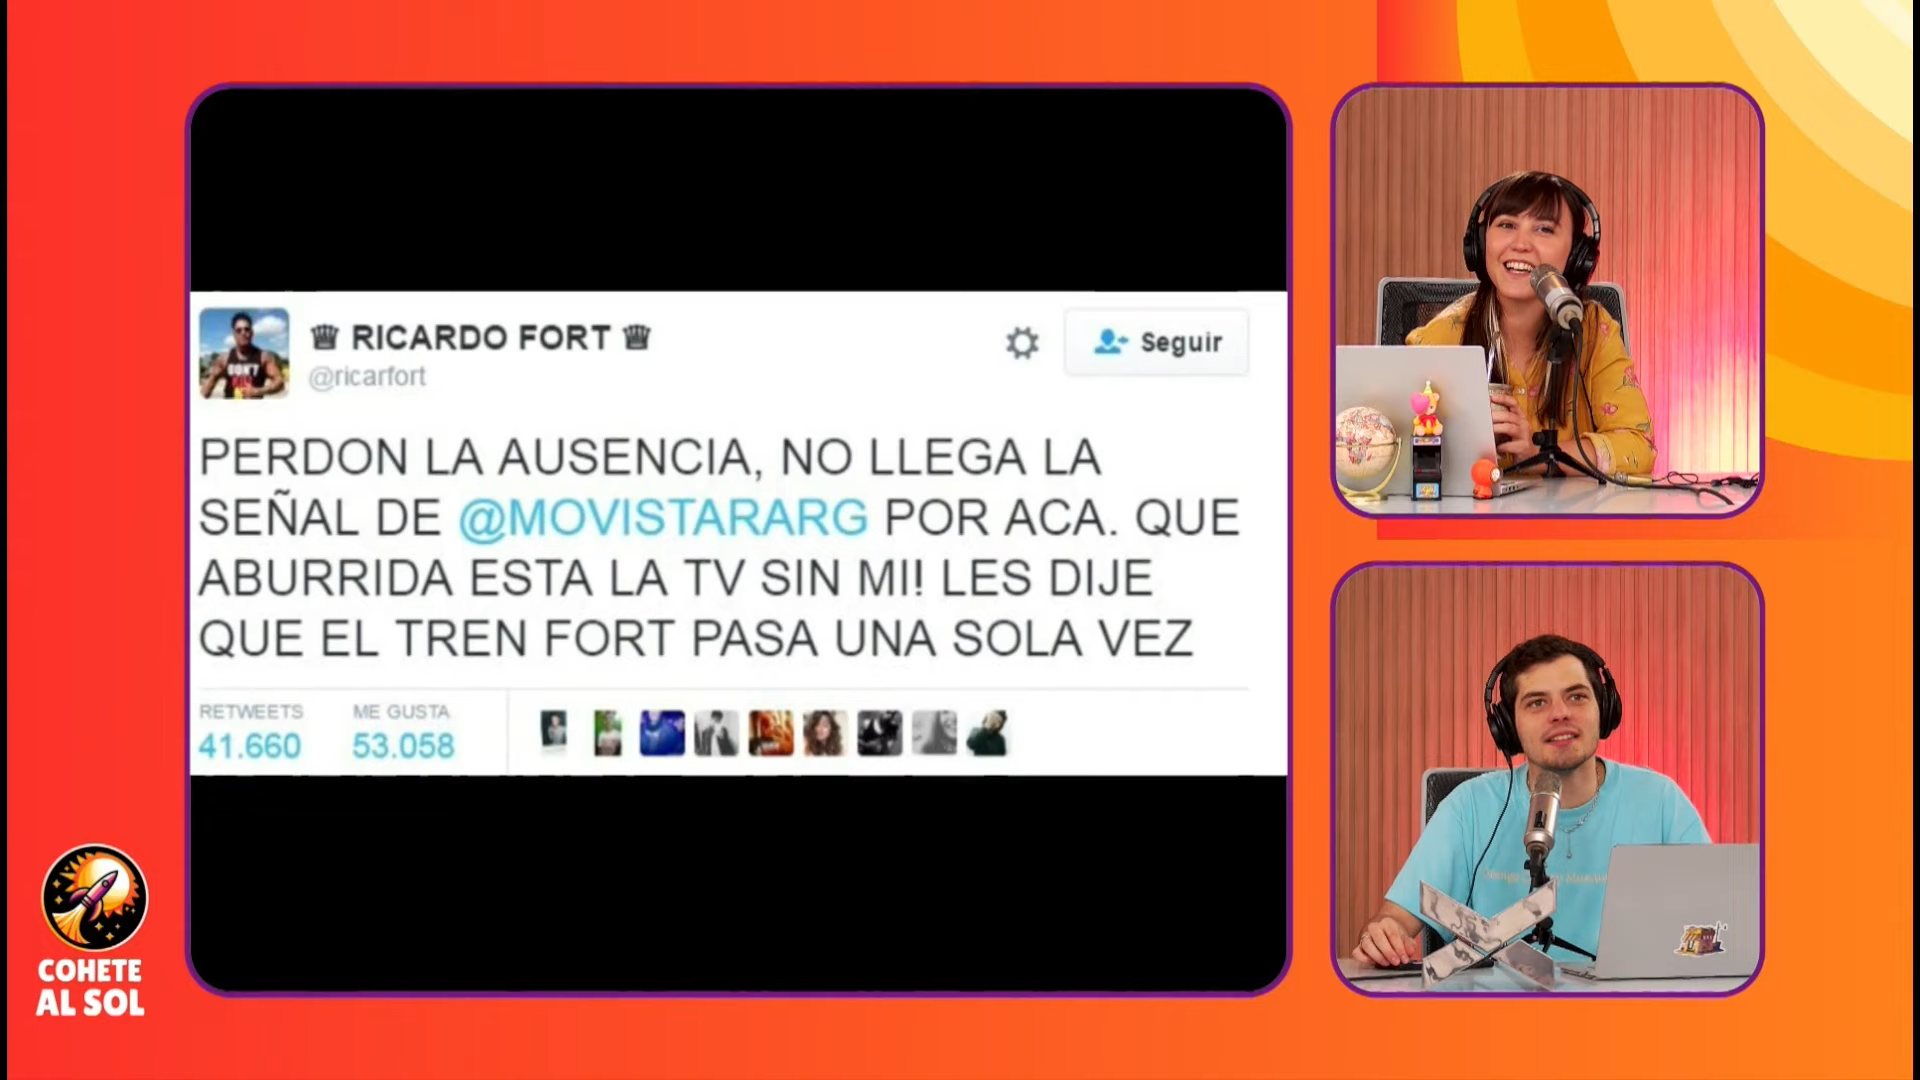 ♛ RICARDO FORT ♛
@ricarfort
Seguir
PERDON LA AUSENCIA, NO LLEGA LA
SEÑAL DE @MOVISTARARG POR ACA. QUE
ABURRIDA ESTA LA TV SIN MI! LES DIJE
QUE EL TREN FORT PASA UNA SOLA VEZ
RETWEETS
ME GUSTA
41.660
53.058
COHETE
AL SOL
DON'T